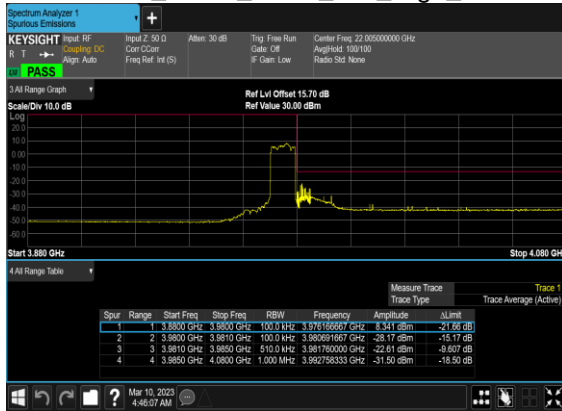 Spectrum Analyzer 1
Spurious Emissions
+
KEYSIGHT Input: RF Input Z: 50 Ω Atten: 30 dB Trig: Free Run Center Freq: 22.005000000 GHz
R T Coupling: DC Corr CCorr Gate: Off Avg|Hold: 100/100
Align: Auto Freq Ref: Int (S) IF Gain: Low Radio Std: None
PASS
3 All Range Graph
Ref Lvl Offset 15.70 dB
Scale/Div 10.0 dB Ref Value 30.00 dBm
Log
20.0
10.0
0.00
-10.0
-20.0
-30.0
-40.0
-50.0
-60.0
Start 3.880 GHz Stop 4.080 GH
4 All Range Table
Measure Trace Trace 1
Trace Type Trace Average (Active)
Spur Range Start Freq Stop Freq RBW Frequency Amplitude ΔLimit
1 1 3.8800 GHz 3.9800 GHz 100.0 kHz 3.976166667 GHz 8.341 dBm -21.66 dB
2 2 3.9800 GHz 3.9810 GHz 100.0 kHz 3.980691667 GHz -28.17 dBm -15.17 dB
3 3 3.9810 GHz 3.9850 GHz 510.0 kHz 3.981760000 GHz -22.61 dBm -9.607 dB
4 4 3.9850 GHz 4.0800 GHz 1.000 MHz 3.992758333 GHz -31.50 dBm -18.50 dB
? Mar 10, 2023
4:46:07 AM